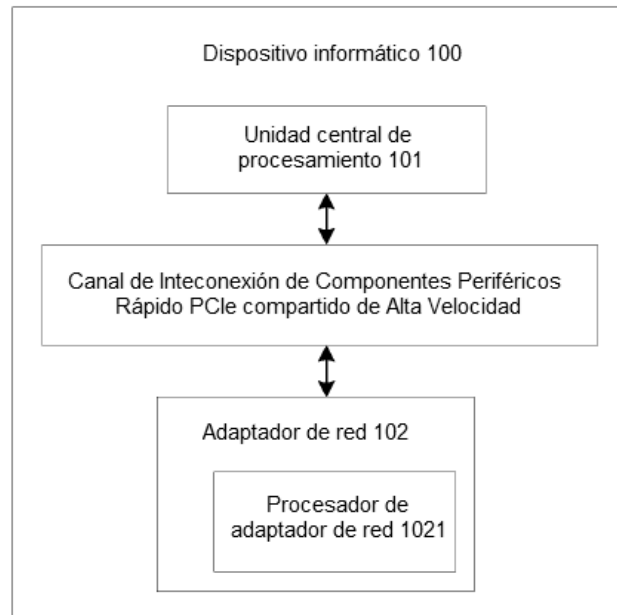 Dispositivo informático 100
Unidad central de
procesamiento 101
Canal de Inteconexión de Componentes Periféricos
Rápido PCIe compartido de Alta Velocidad
Adaptador de red 102
Procesador de
adaptador de red 1021